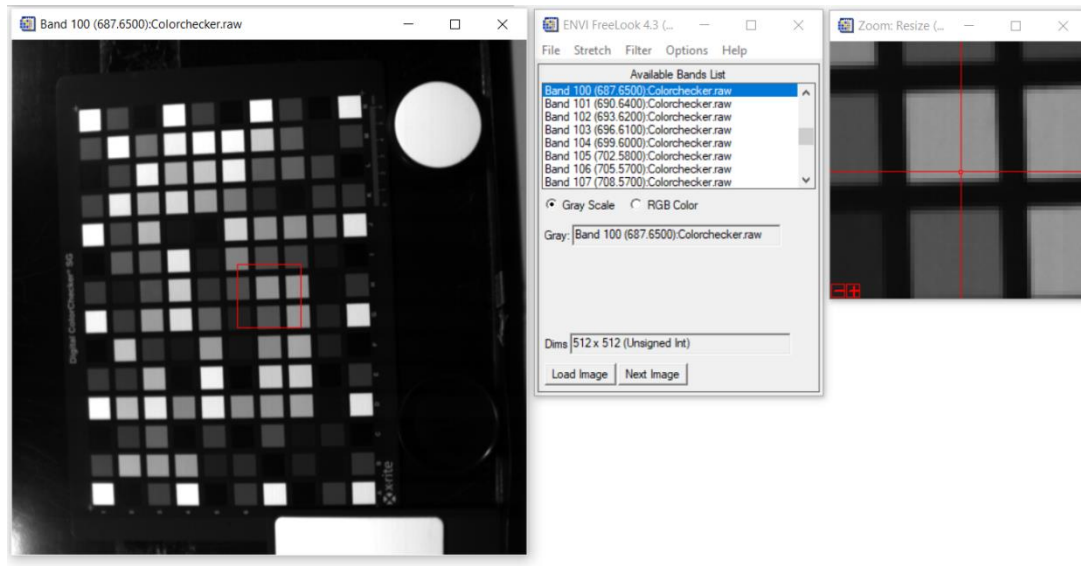 Band 100 (687.6500):Colorchecker.raw
Digital ColorChecker® SG
x-rite
ENVI FreeLook 4.3 (...
File Stretch Filter Options Help
Available Bands List
Band 100 (687.6500):Colorchecker.raw
Band 101 (690.6400):Colorchecker.raw
Band 102 (693.6200):Colorchecker.raw
Band 103 (696.6100):Colorchecker.raw
Band 104 (699.6000):Colorchecker.raw
Band 105 (702.5800):Colorchecker.raw
Band 106 (705.5700):Colorchecker.raw
Band 107 (708.5700):Colorchecker.raw
Gray Scale RGB Color
Gray: Band 100 (687.6500):Colorchecker.raw
Dims 512 x 512 (Unsigned Int)
Load Image Next Image
Zoom: Resize (...